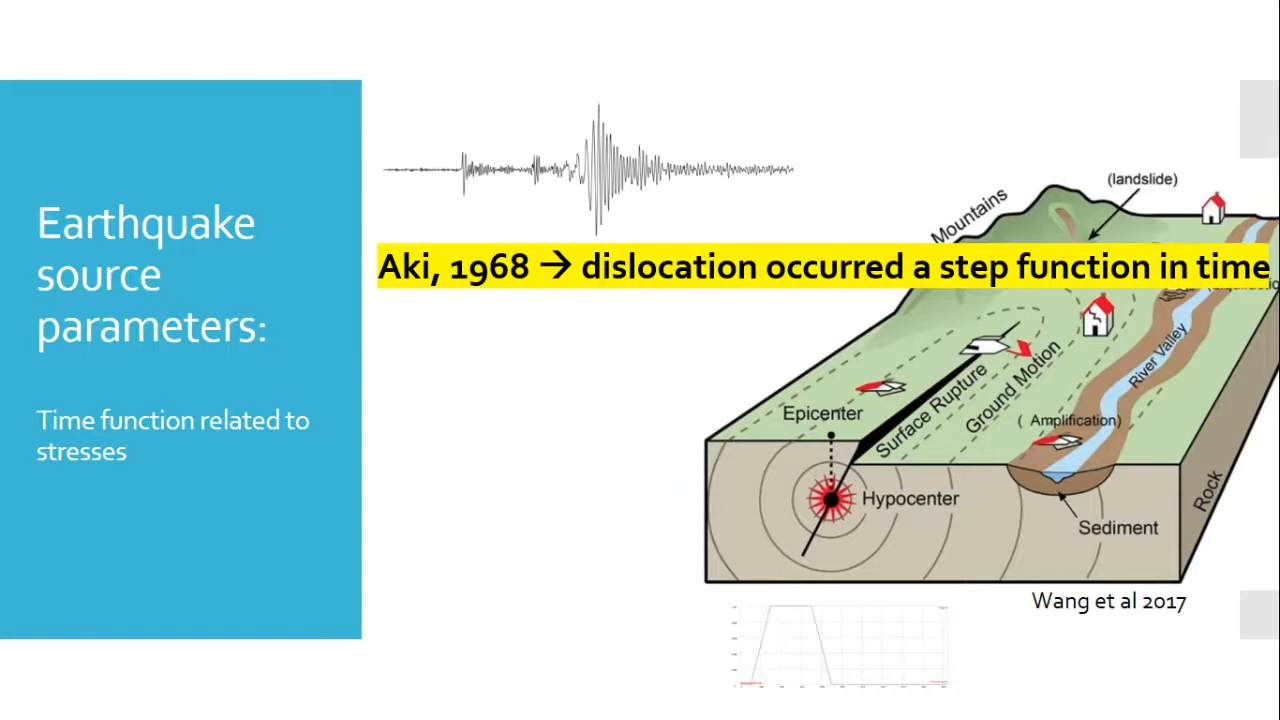 Earthquake
source
parameters:
Time function related to
stresses
(landslide)
Mountains
Aki, 1968 → dislocation occurred a step function in time
River Valley
Ground Motion
Surface Rupture
Epicenter
( Amplification)
Hypocenter
Rock
Sediment
Wang et al 2017